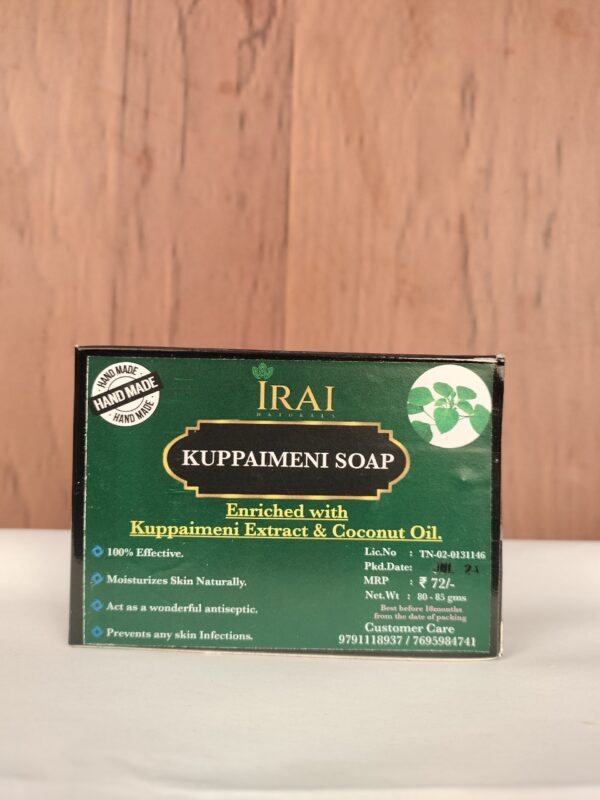 HAND MADE
HAND MADE
HAND MADE
IRAI
NATURALS
KUPPAIMENI SOAP
Enriched with
Kuppaimeni Extract & Coconut Oil.
100% Effective.
Moisturizes Skin Naturally.
Act as a wonderful antiseptic.
Prevents any skin Infections.
Lic.No : TN-02-0131146
Pkd.Date: JUL
MRP : ₹ 72/-
Net.Wt : 80 - 85 gms
Best before 10months
from the date of packing
Customer Care
9791118937 / 7695984741